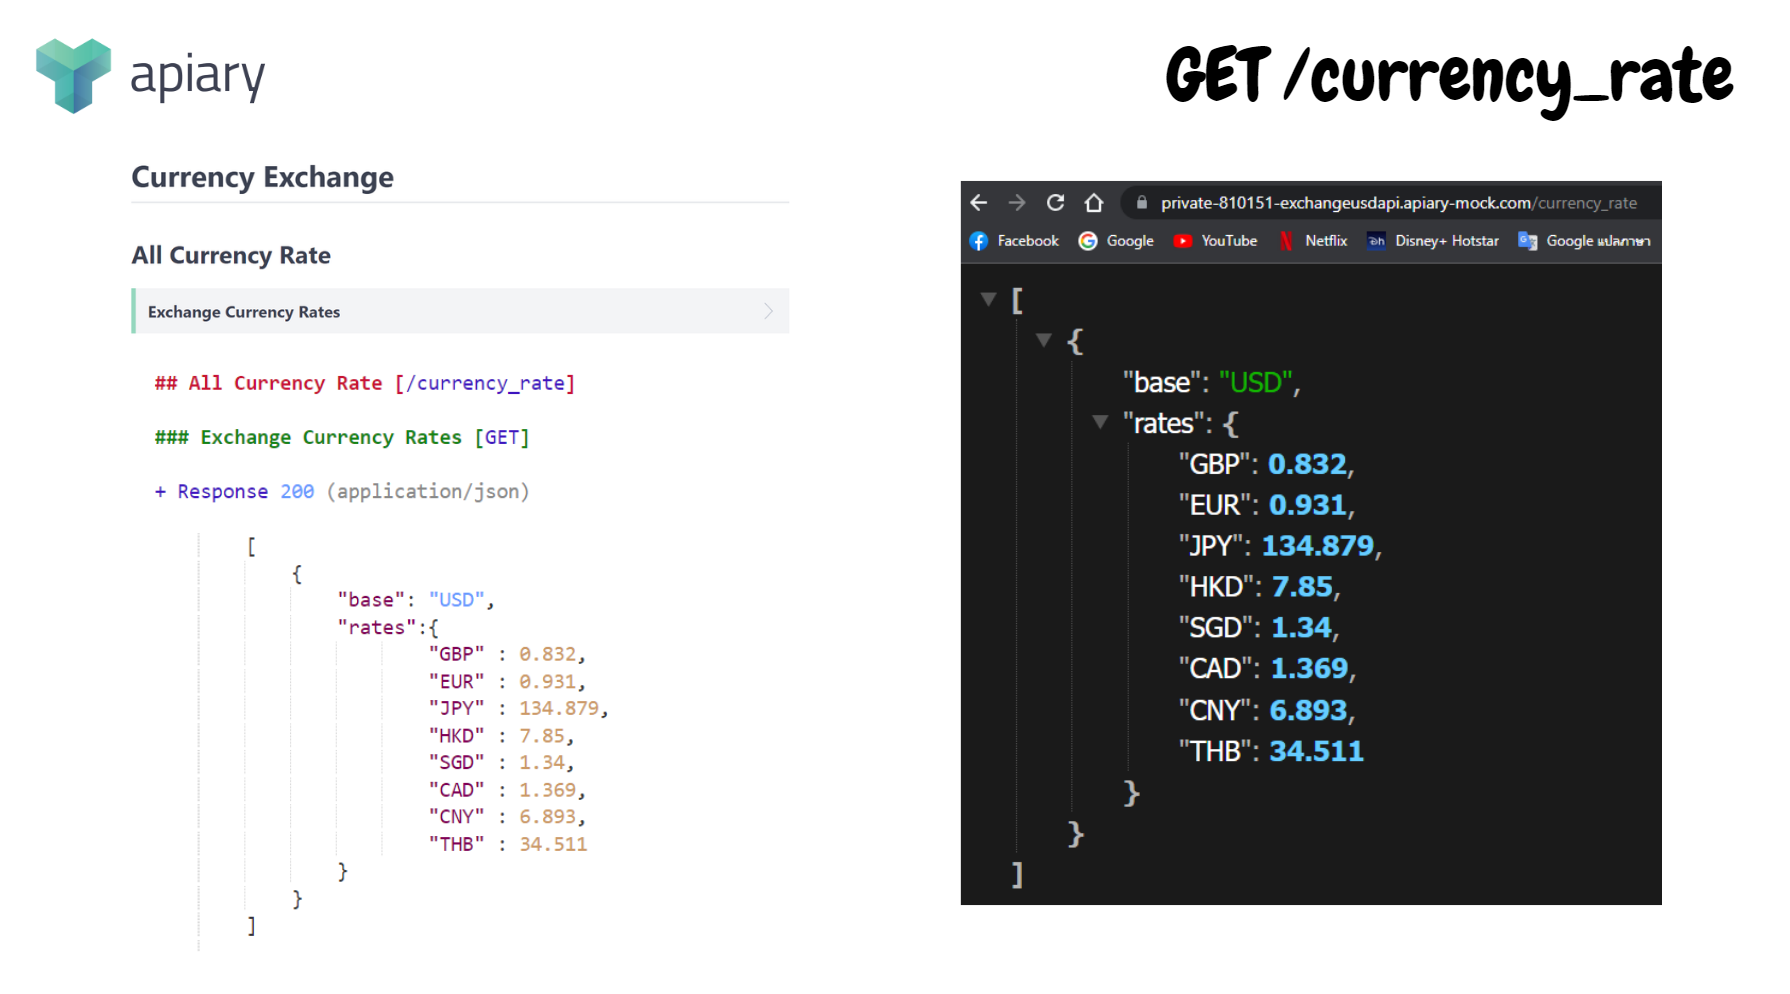 apiary
GET /currency_rate
Currency Exchange
All Currency Rate
Exchange Currency Rates
## All Currency Rate [/currency_rate]
### Exchange Currency Rates [GET]
+ Response 200 (application/json)
[
{
"base": "USD",
"rates":{
"GBP" : 0.832,
"EUR" : 0.931,
"JPY" : 134.879,
"HKD" : 7.85,
"SGD" : 1.34,
"CAD" : 1.369,
"CNY" : 6.893,
"THB" : 34.511
}
}
]
private-810151-exchangeusdapi.apiary-mock.com/currency_rate
Facebook Google YouTube Netflix Disney+ Hotstar Google แปลภาษา
[
{
"base": "USD",
"rates": {
"GBP": 0.832,
"EUR": 0.931,
"JPY": 134.879,
"HKD": 7.85,
"SGD": 1.34,
"CAD": 1.369,
"CNY": 6.893,
"THB": 34.511
}
}
]